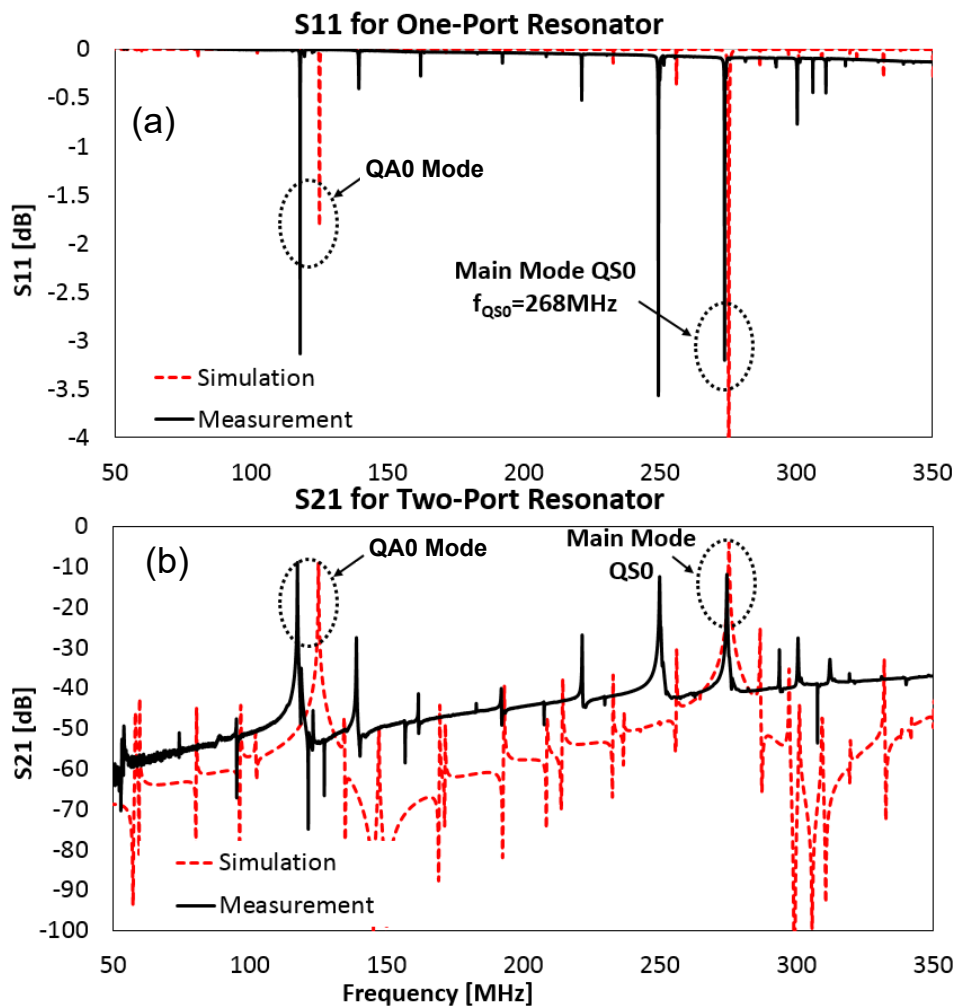 S11 for One-Port Resonator
0
-0.5
-1
-1.5
-2
-2.5
-3
-3.5
-4
S11 [dB]
(a)
QA0 Mode
Main Mode QS0
fQS0=268MHz
Simulation
Measurement
50 100 150 200 250 300 350
S21 for Two-Port Resonator
0
-10
-20
-30
-40
-50
-60
-70
-80
-90
-100
S21 [dB]
(b)
QA0 Mode
Main Mode
QS0
Simulation
Measurement
50 100 150 200 250 300 350
Frequency [MHz]